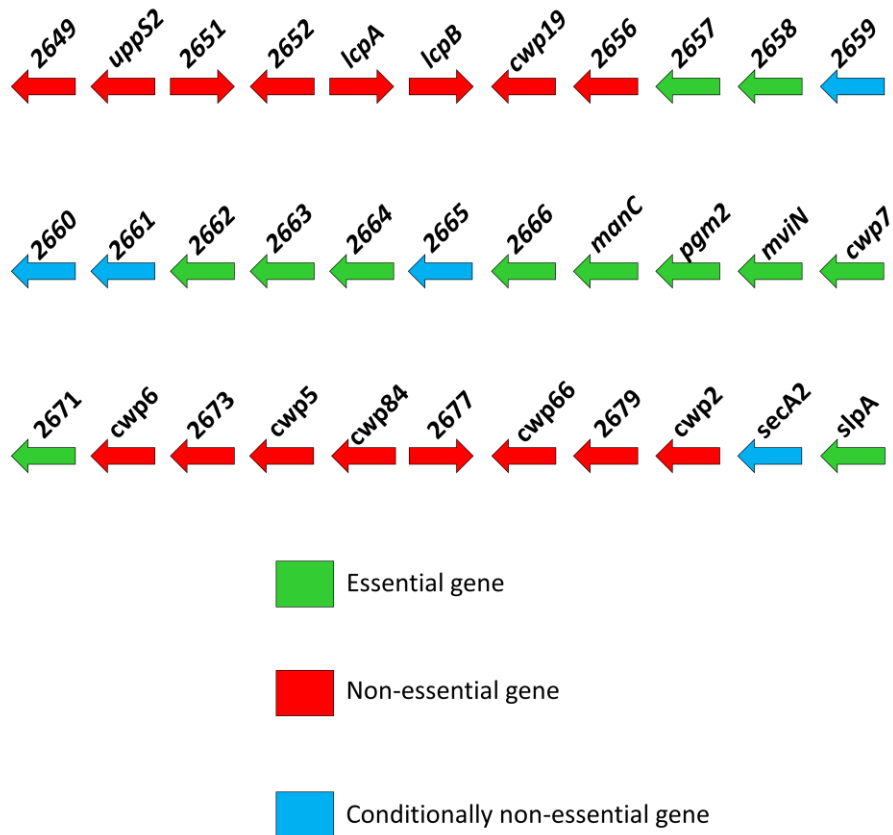 2649 uppS2 2651 2652 lcpA lcpB cwp19 2656 2657 2658 2659
2660 2661 2662 2663 2664 2665 2666 manC pgm2 mviN cwp7
2671 cwp6 2673 cwp5 cwp84 2677 cwp66 2679 cwp2 secA2 slpA
Essential gene
Non-essential gene
Conditionally non-essential gene